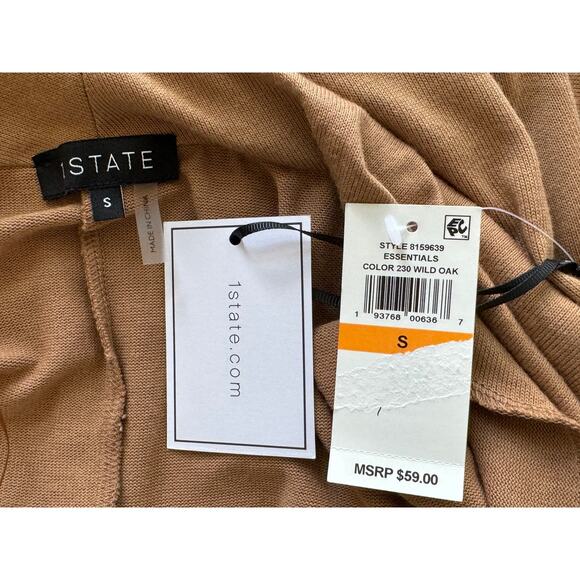 1STATE
S
MADE IN CHINA
1state.com
EPC
STYLE 8159639
ESSENTIALS
COLOR 230 WILD OAK
1 93768 00636 7
S
MSRP $59.00